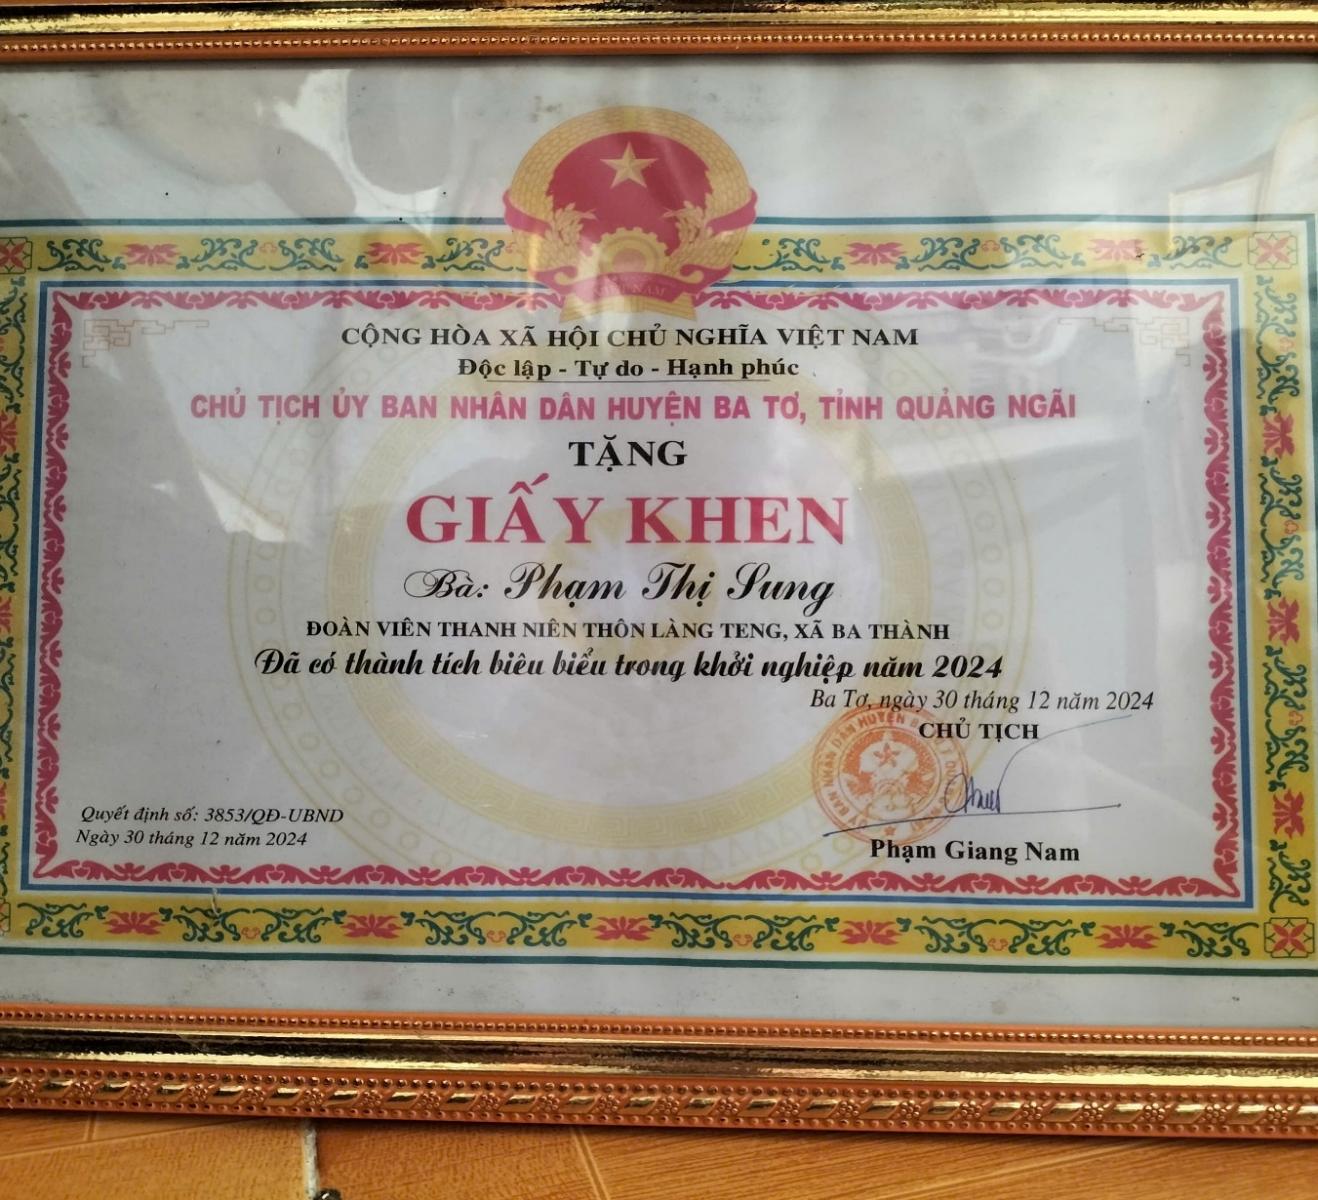 VIỆT NAM
CỘNG HÒA XÃ HỘI CHỦ NGHĨA VIỆT NAM
Độc lập - Tự do - Hạnh phúc
CHỦ TỊCH ỦY BAN NHÂN DÂN HUYỆN BA TƠ, TỈNH QUẢNG NGÃI
TẶNG
GIẤY KHEN
Bà: Phạm Thị Sung
ĐOÀN VIÊN THANH NIÊN THÔN LÀNG TENG, XÃ BA THÀNH
Đã có thành tích biêu biểu trong khởi nghiệp năm 2024
Ba Tơ, ngày 30 tháng 12 năm 2024
CHỦ TỊCH
Quyết định số: 3853/QĐ-UBND
Ngày 30 tháng 12 năm 2024
Phạm Giang Nam